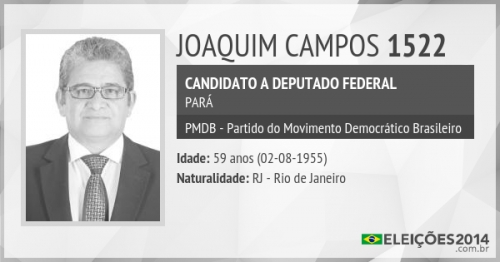 JOAQUIM CAMPOS 1522
CANDIDATO A DEPUTADO FEDERAL
PARÁ
PMDB - Partido do Movimento Democrático Brasileiro
Idade: 59 anos (02-08-1955)
Naturalidade: RJ - Rio de Janeiro
ELEIÇÕES2014
.com.br